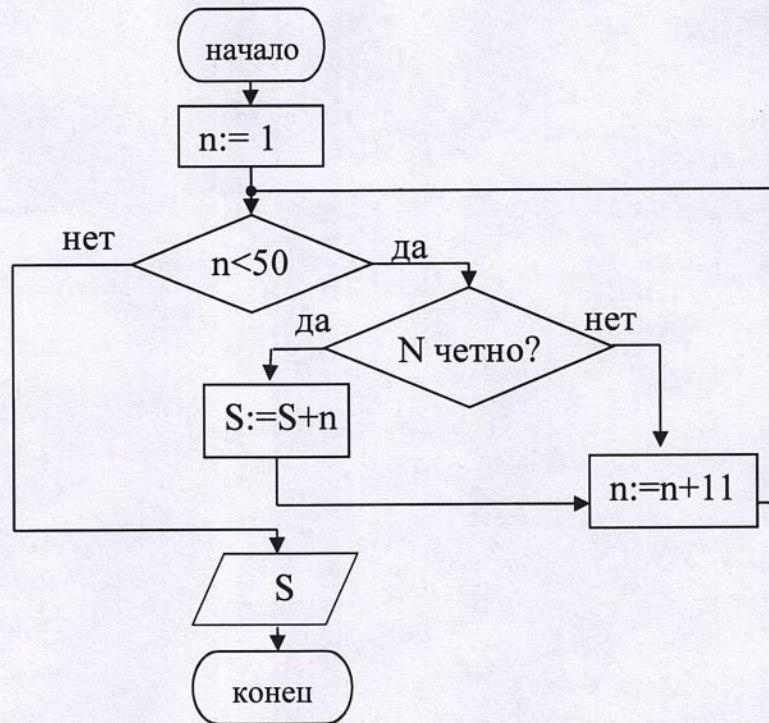 начало
n:= 1
нет
n<50
да
да
N четно?
нет
S:=S+n
n:=n+11
S
конец